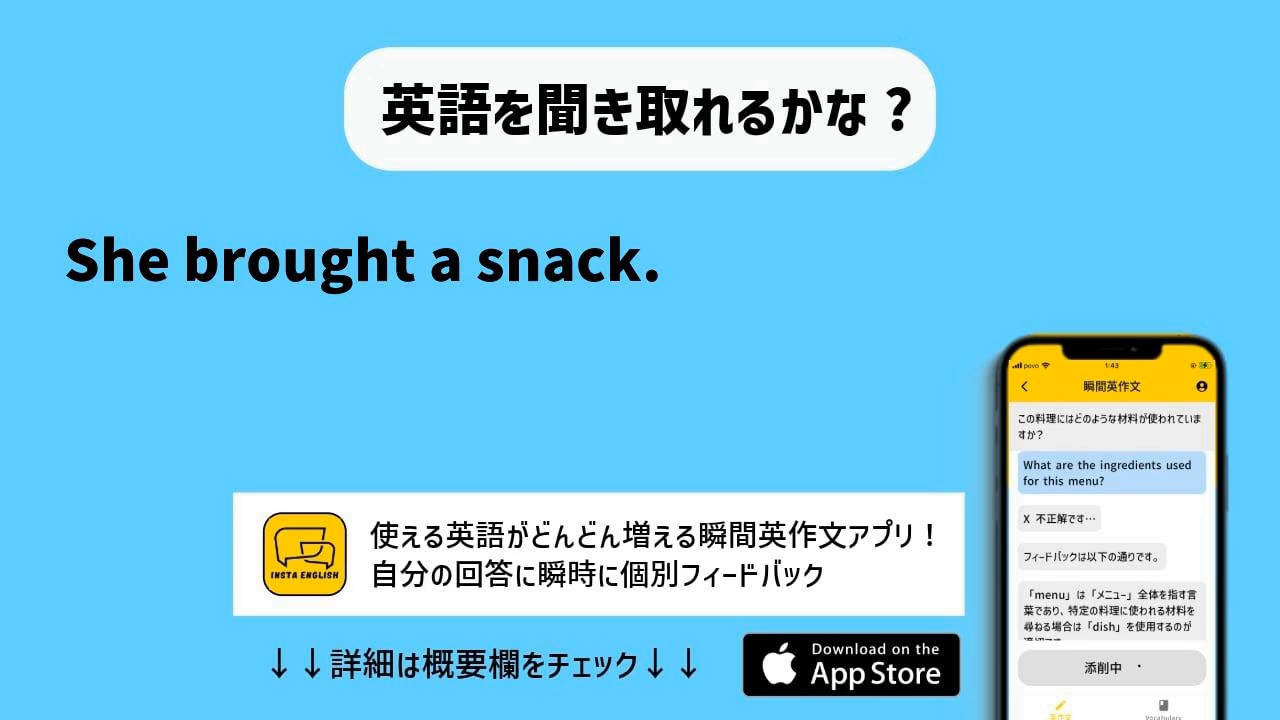 英語を聞き取れるかな？
She brought a snack.
INSTA ENGLISH
使える英語がどんどん増える瞬間英作文アプリ！
自分の回答に瞬時に個別フィードバック
↓↓詳細は概要欄をチェック↓↓
Download on the
App Store
povo 1:43
瞬間英作文
この料理にはどのような材料が使われていま
すか？
What are the ingredients used
for this menu?
X 不正解です…
フィードバックは以下の通りです。
「menu」は「メニュー」全体を指す言
葉であり、特定の料理に使われる材料を
尋ねる場合は「dish」を使用するのが
添削中
英作文 Vocabulary